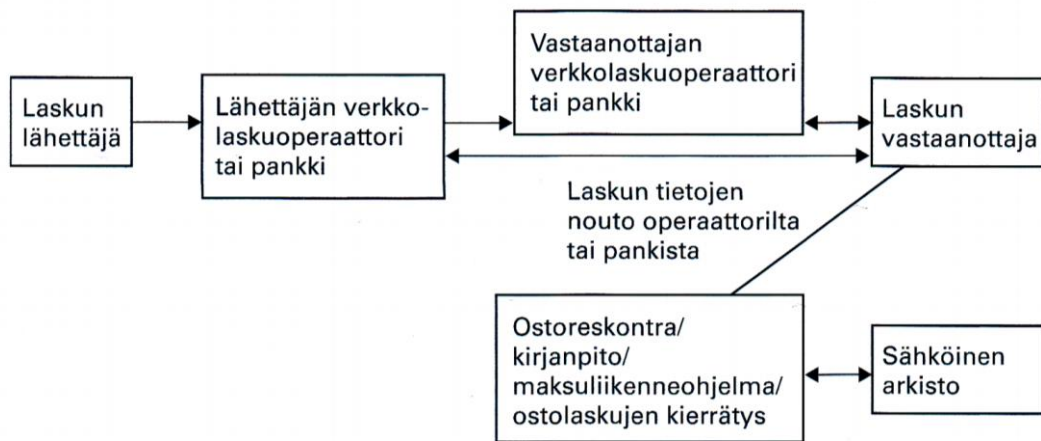 Laskun
lähettäjä
Lähettäjän verkko-
laskuoperaattori
tai pankki
Vastaanottajan
verkkolaskuoperaattori
tai pankki
Laskun
vastaanottaja
Laskun tietojen
nouto operaattorilta
tai pankista
Ostoreskontra/
kirjanpito/
maksuliikenneohjelma/
ostolaskujen kierrätys
Sähköinen
arkisto